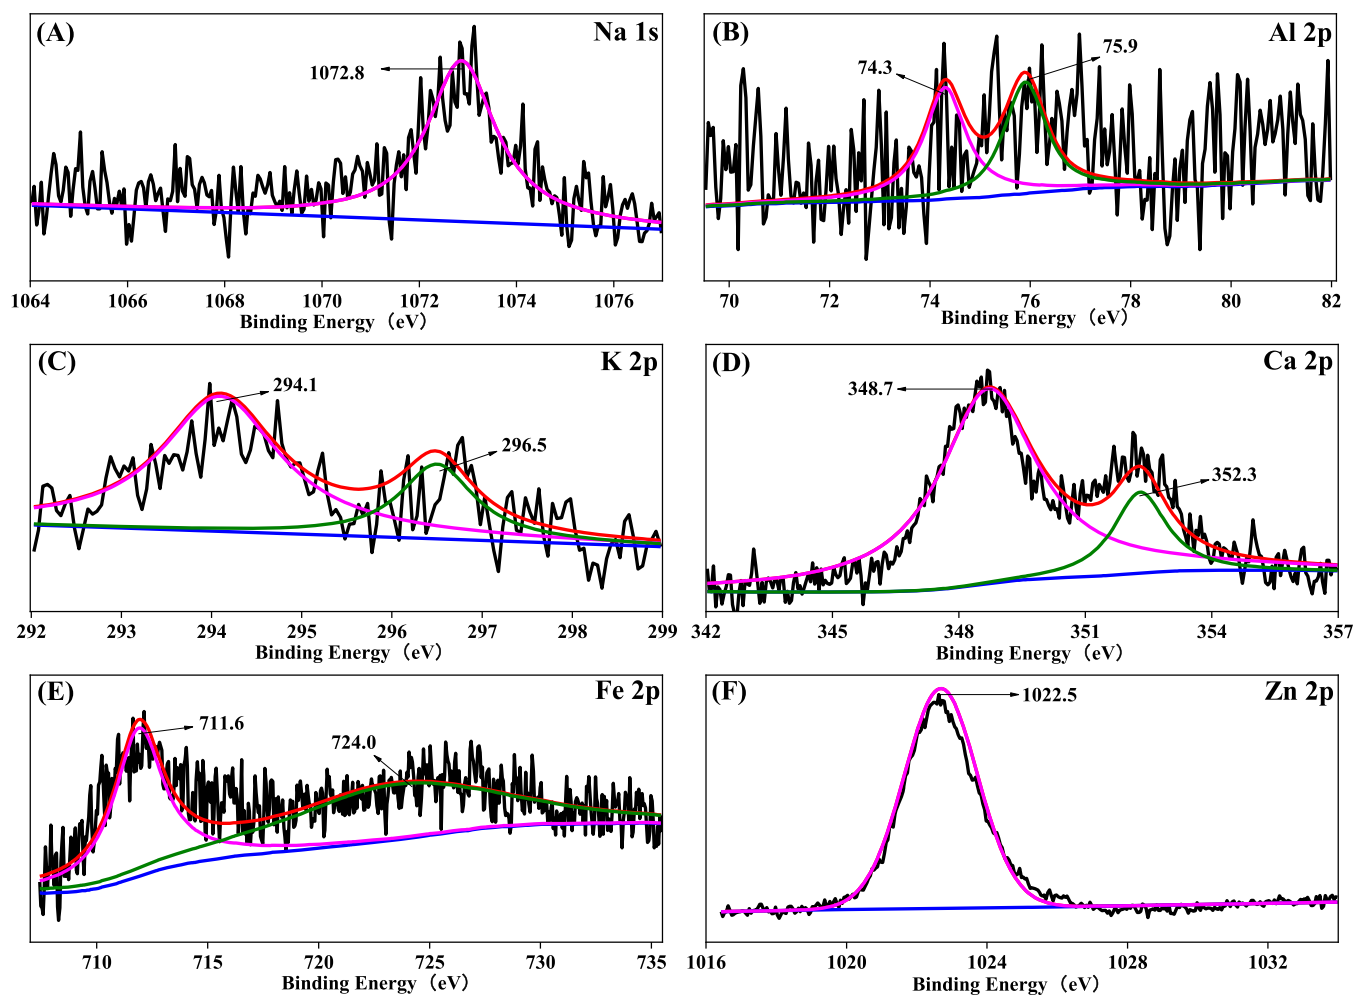 (A) Na 1s
1072.8
1064 1066 1068 1070 1072 1074 1076
Binding Energy（eV）
(B) Al 2p
74.3 75.9
70 72 74 76 78 80 82
Binding Energy（eV）
(C) K 2p
294.1
296.5
292 293 294 295 296 297 298 299
Binding Energy（eV）
(D) Ca 2p
348.7
352.3
342 345 348 351 354 357
Binding Energy（eV）
(E) Fe 2p
711.6
724.0
710 715 720 725 730 735
Binding Energy（eV）
(F) Zn 2p
1022.5
1016 1020 1024 1028 1032
Binding Energy（eV）